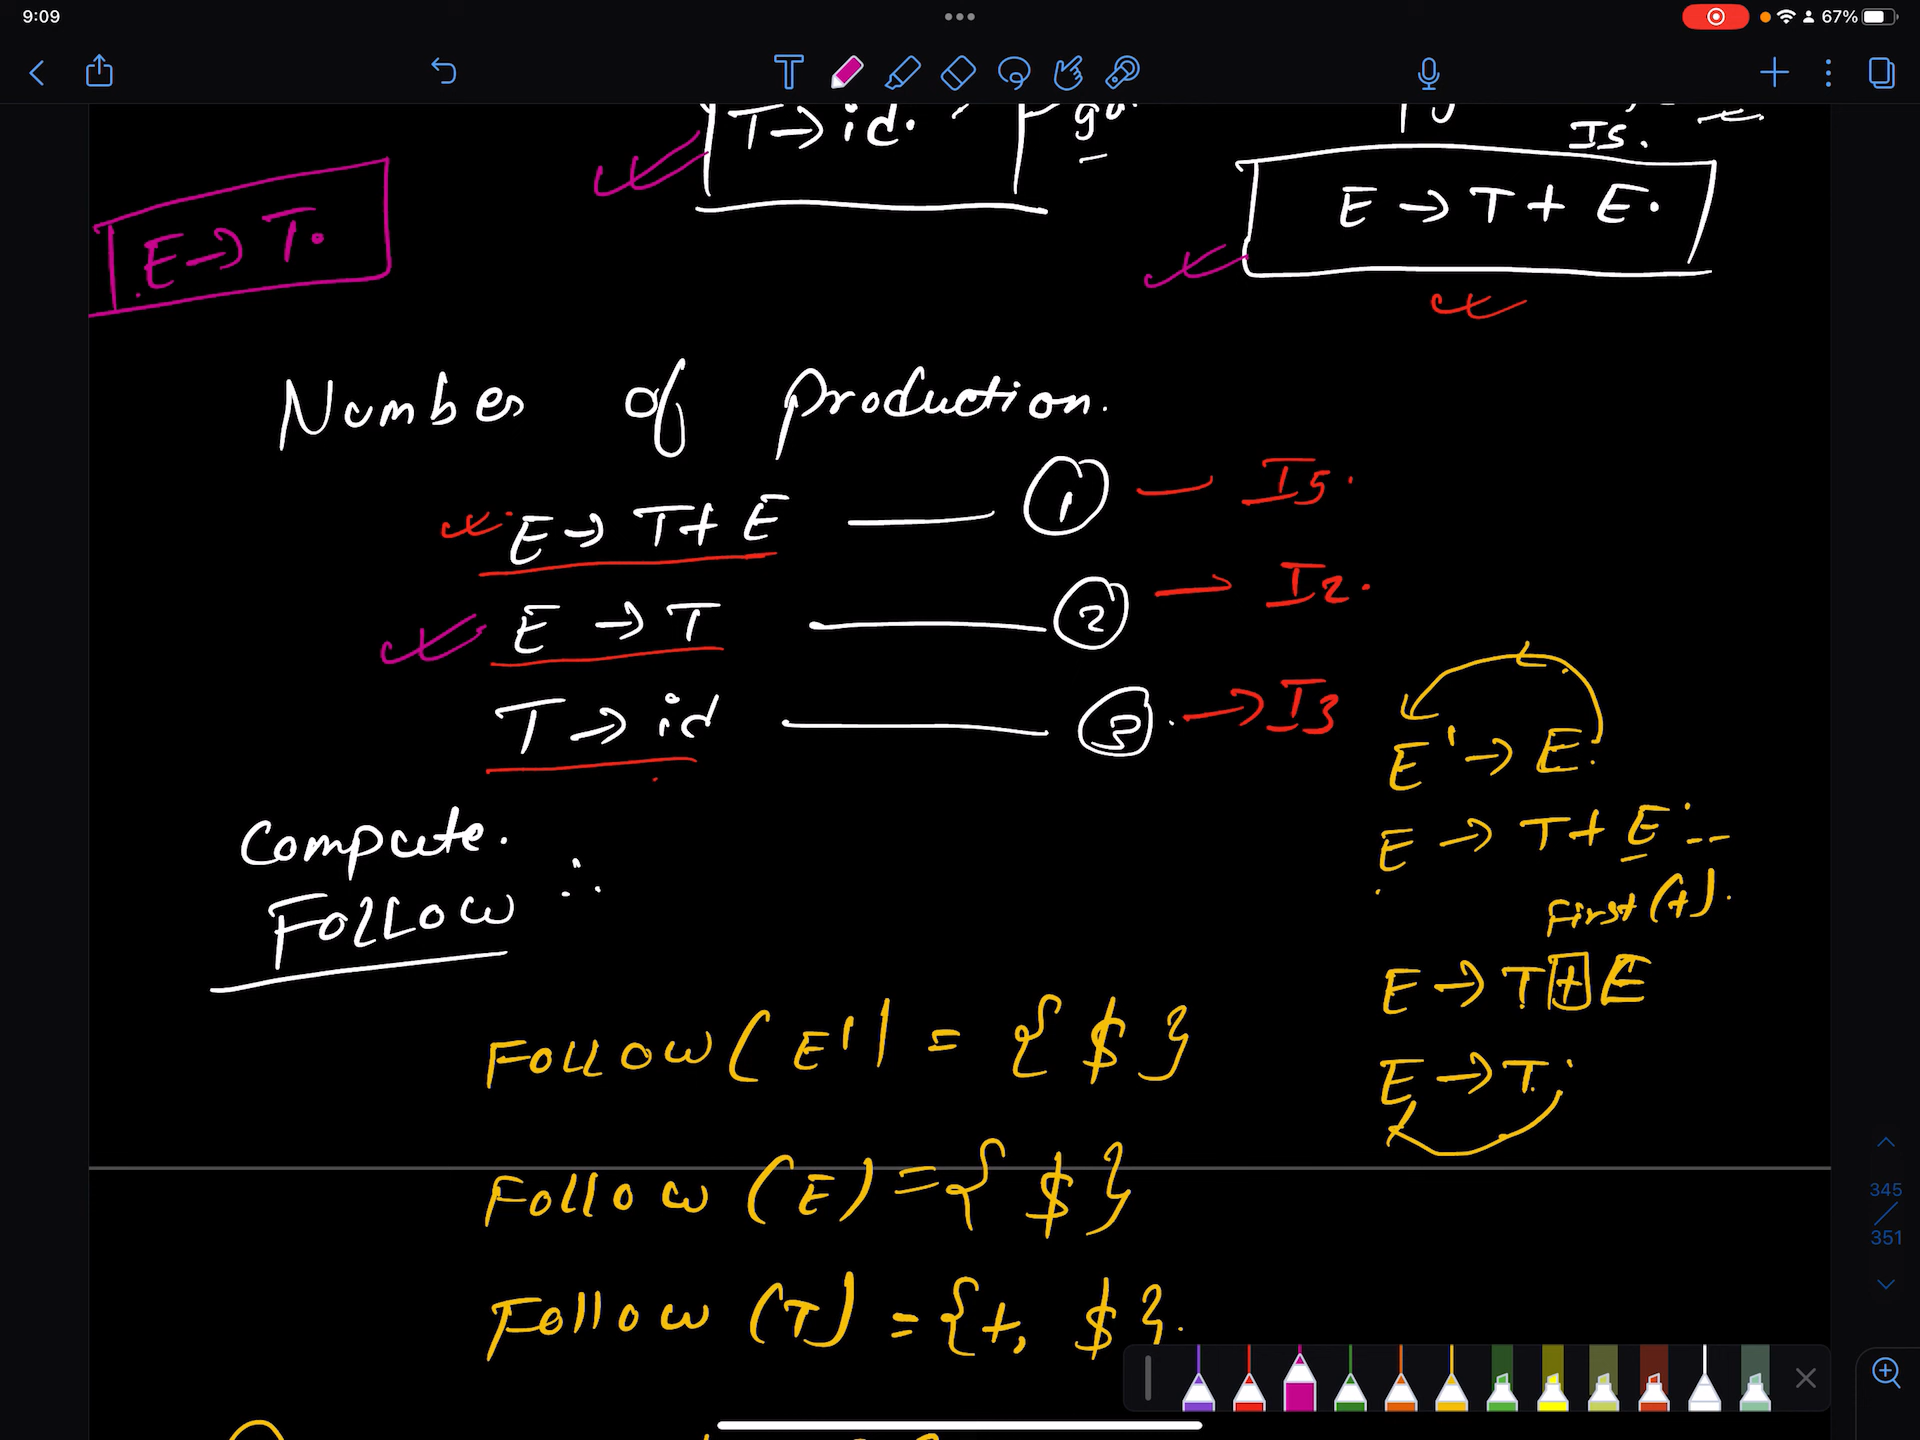 9:09
67%
T → id.
go
I5.
E → T + E.
E → T.
Number of production.
E → T + E — 1 — I5.
E → T — 2 → I2.
T → id — 3. → I3
E' → E.
E → T + E.
First(+).
Compute.
Follow :
E → T + E
E → T.
Follow(E') = {$}
Follow (E) = {$}
Follow (T) = {+, $}.
345
/
351